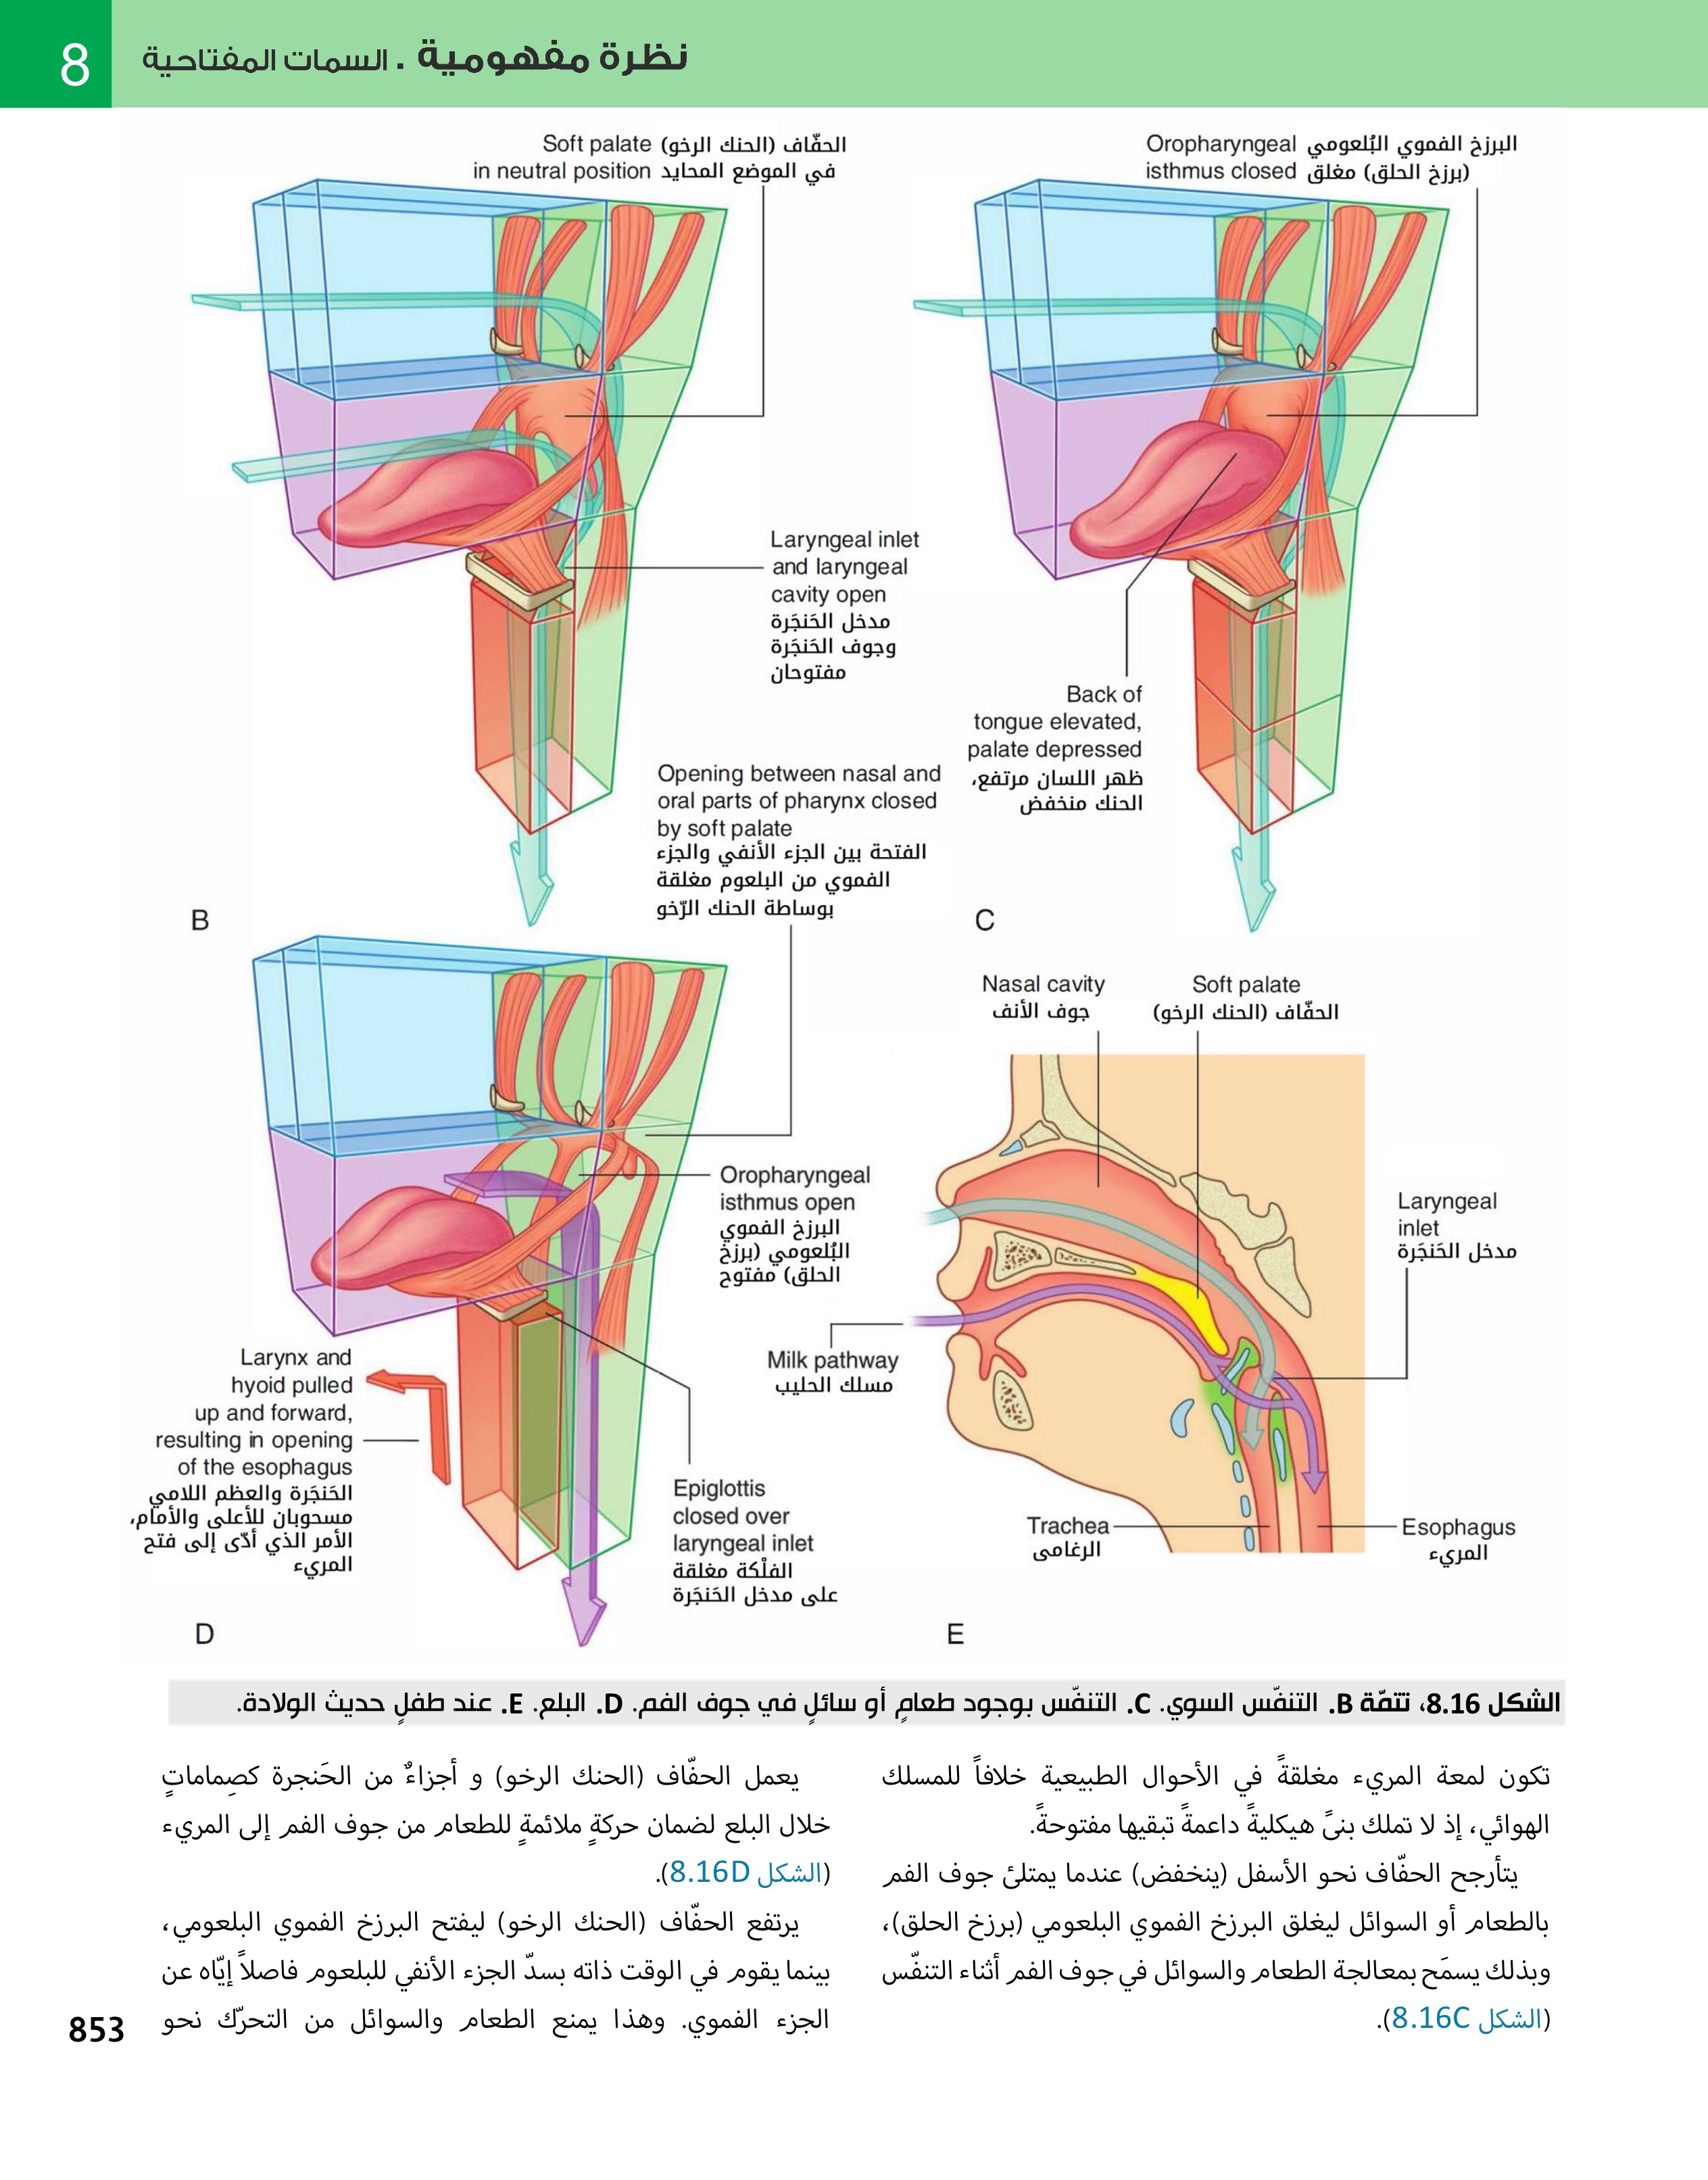 8
نظرة مفهومية . السمات المفتاحية
Soft palate الحفّاف (الحنك الرخو)
in neutral position في الموضع المحايد
Oropharyngeal البرزخ الفموي البُلعومي
isthmus closed (برزخ الحلق) مغلق
Laryngeal inlet
and laryngeal
cavity open
مدخل الحَنجَرة
وجوف الحَنجَرة
مفتوحان
Back of
tongue elevated,
palate depressed
ظهر اللسان مرتفع،
الحنك منخفض
B
C
Opening between nasal and
oral parts of pharynx closed
by soft palate
الفتحة بين الجزء الأنفي والجزء
الفموي من البلعوم مغلقة
بوساطة الحنك الرّخو
Oropharyngeal
isthmus open
البرزخ الفموي
البُلعومي (برزخ
الحلق) مفتوح
Larynx and
hyoid pulled
up and forward,
resulting in opening
of the esophagus
الحَنجَرة والعظم اللامي
مسحوبان للأعلى والأمام،
الأمر الذي أدّى إلى فتح
المريء
Epiglottis
closed over
laryngeal inlet
الفلْكة مغلقة
على مدخل الحَنجَرة
D
Nasal cavity
جوف الأنف
Soft palate
الحفّاف (الحنك الرخو)
Laryngeal
inlet
مدخل الحَنجَرة
Milk pathway
مسلك الحليب
Trachea
الرغامى
Esophagus
المريء
E
الشكل 8.16، تتمّة B. التنفّس السوي. C. التنفّس بوجود طعامٍ أو سائلٍ في جوف الفم. D. البلع. E. عند طفلٍ حديث الولادة.
تكون لمعة المريء مغلقةً في الأحوال الطبيعية خلافاً للمسلك
الهوائي، إذ لا تملك بنىً هيكليةً داعمةً تبقيها مفتوحةً.
يتأرجح الحفّاف نحو الأسفل (ينخفض) عندما يمتلئ جوف الفم
بالطعام أو السوائل ليغلق البرزخ الفموي البلعومي (برزخ الحلق)،
وبذلك يسمَح بمعالجة الطعام والسوائل في جوف الفم أثناء التنفّس
(الشكل 8.16C).
يعمل الحفّاف (الحنك الرخو) و أجزاءٌ من الحَنجرة كصِماماتٍ
خلال البلع لضمان حركةٍ ملائمةٍ للطعام من جوف الفم إلى المريء
(الشكل 8.16D).
يرتفع الحفّاف (الحنك الرخو) ليفتح البرزخ الفموي البلعومي،
بينما يقوم في الوقت ذاته بسدّ الجزء الأنفي للبلعوم فاصلاً إيّاه عن
الجزء الفموي. وهذا يمنع الطعام والسوائل من التحرّك نحو
853